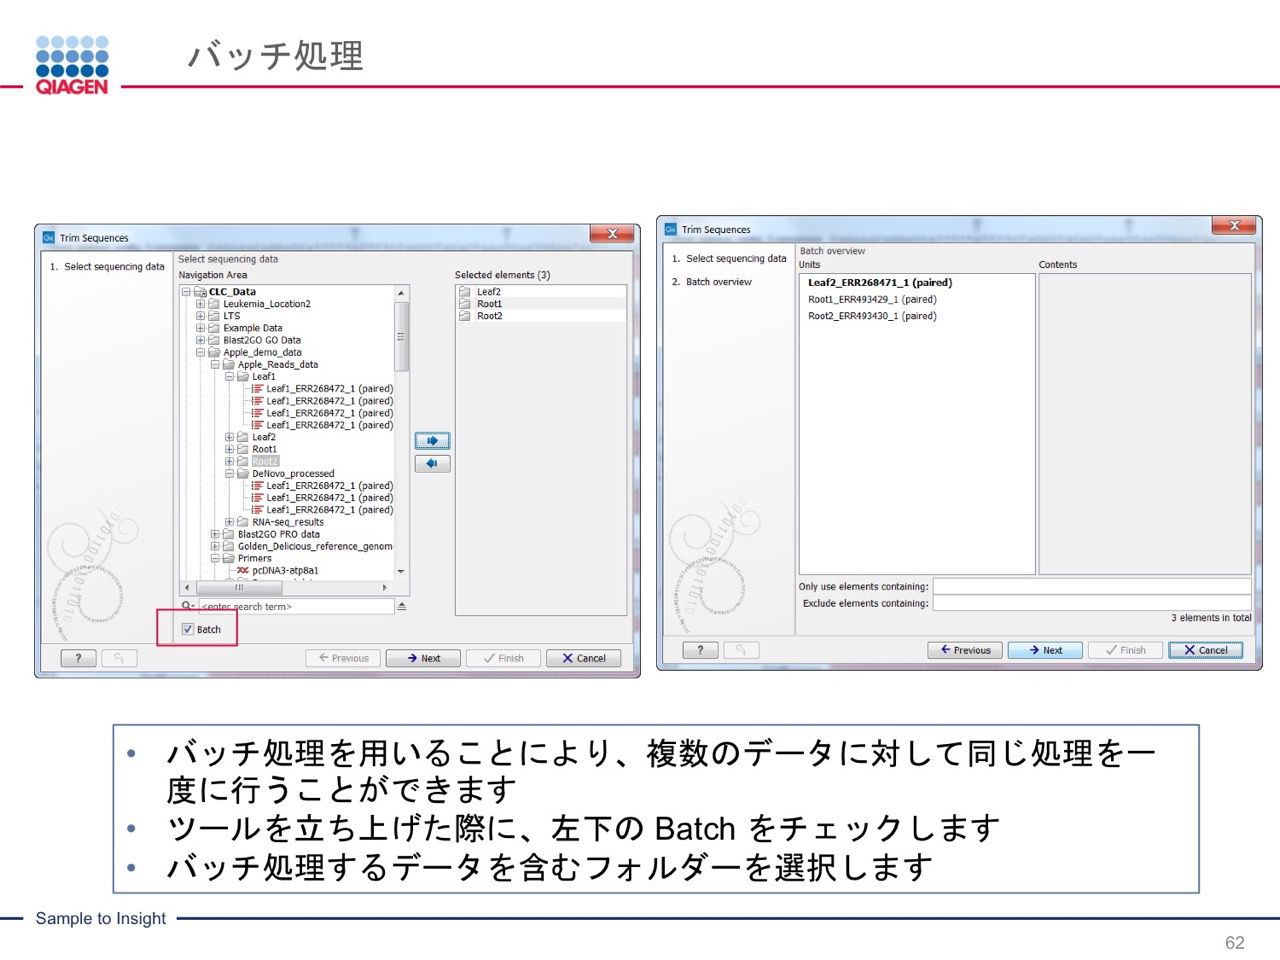 QIAGEN
バッチ処理
Trim Sequences
1. Select sequencing data
Select sequencing data
Navigation Area
CLC_Data
Leukemia_Location2
LTS
Example Data
Blast2GO GO Data
Apple_demo_data
Apple_Reads_data
Leaf1
Leaf1_ERR268472_1 (paired)
Leaf1_ERR268472_1 (paired)
Leaf1_ERR268472_1 (paired)
Leaf1_ERR268472_1 (paired)
Leaf2
Root1
Root2
DeNovo_processed
Leaf1_ERR268472_1 (paired)
Leaf1_ERR268472_1 (paired)
Leaf1_ERR268472_1 (paired)
RNA-seq_results
Blast2GO PRO data
Golden_Delicious_reference_genom
Primers
pcDNA3-atp8a1
<enter search term>
Batch
Selected elements (3)
Leaf2
Root1
Root2
? Previous Next Finish Cancel
Trim Sequences
1. Select sequencing data
2. Batch overview
Batch overview
Units
Leaf2_ERR268471_1 (paired)
Root1_ERR493429_1 (paired)
Root2_ERR493430_1 (paired)
Contents
Only use elements containing:
Exclude elements containing:
3 elements in total
? Previous Next Finish Cancel
• バッチ処理を用いることにより、複数のデータに対して同じ処理を一
度に行うことができます
• ツールを立ち上げた際に、左下の Batch をチェックします
• バッチ処理するデータを含むフォルダーを選択します
Sample to Insight
62